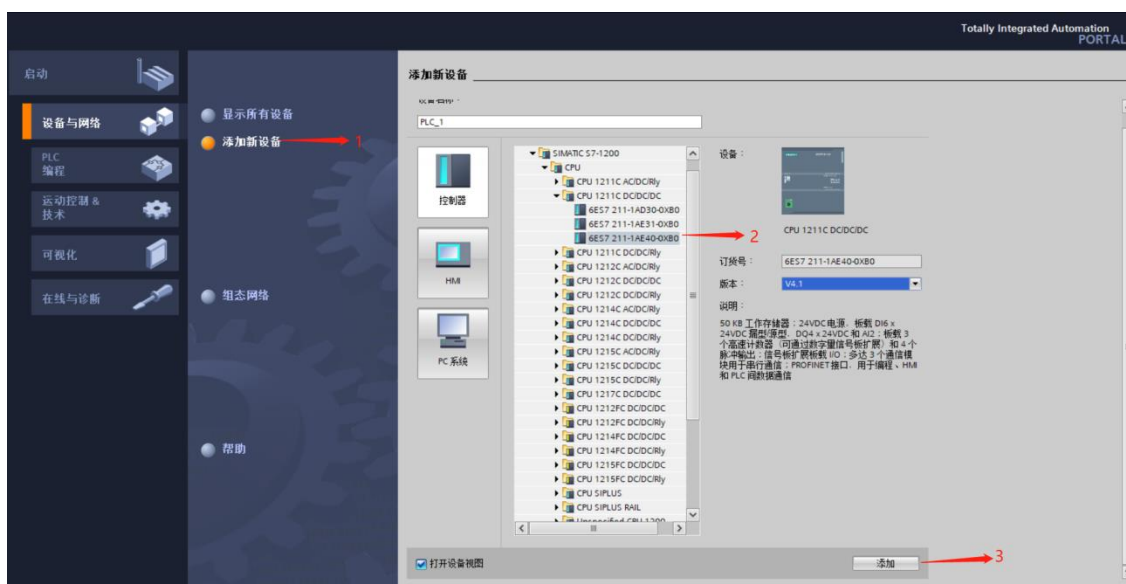 Totally Integrated Automation
PORTAL
启动
设备与网络
PLC
编程
运动控制 &
技术
可视化
在线与诊断
显示所有设备
添加新设备
1
组态网络
帮助
添加新设备
设备名称：
PLC_1
控制器
HMI
PC 系统
SIMATIC S7-1200
CPU
CPU 1211C AC/DC/Rly
CPU 1211C DC/DC/DC
6ES7 211-1AD30-0XB0
6ES7 211-1AE31-0XB0
6ES7 211-1AE40-0XB0
2
CPU 1211C DC/DC/Rly
CPU 1212C AC/DC/Rly
CPU 1212C DC/DC/DC
CPU 1212C DC/DC/Rly
CPU 1214C AC/DC/Rly
CPU 1214C DC/DC/DC
CPU 1214C DC/DC/Rly
CPU 1215C AC/DC/Rly
CPU 1215C DC/DC/DC
CPU 1215C DC/DC/Rly
CPU 1217C DC/DC/DC
CPU 1212FC DC/DC/DC
CPU 1212FC DC/DC/Rly
CPU 1214FC DC/DC/DC
CPU 1214FC DC/DC/Rly
CPU 1215FC DC/DC/DC
CPU 1215FC DC/DC/Rly
CPU SIPLUS
CPU SIPLUS RAIL
Unspecified CPU 1200
设备：
CPU 1211C DC/DC/DC
订货号：
6ES7 211-1AE40-0XB0
版本：
V4.1
说明：
50 KB 工作存储器；24VDC 电源，板载 DI6 x
24VDC 漏型/源型，DQ4 x 24VDC 和 AI2；板载 3
个高速计数器（可通过数字量信号板扩展）和 4 个
脉冲输出；信号板扩展板载 I/O；多达 3 个通信模
块用于串行通信；PROFINET 接口，用于编程、HMI
和 PLC 间数据通信
打开设备视图
添加
3